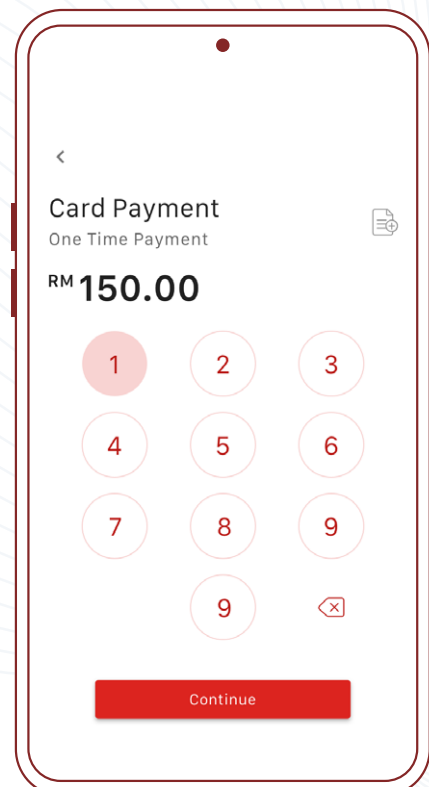 Card Payment
One Time Payment
RM 150.00
1 2 3
4 5 6
7 8 9
9
Continue